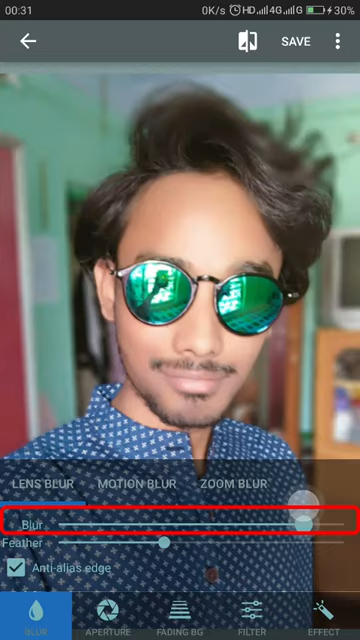 00:31 0K/s HD 4G G 30%
SAVE
LENS BLUR MOTION BLUR ZOOM BLUR
Blur
Feather
Anti-alias edge
BLUR APERTURE FADING BG FILTER EFFECT